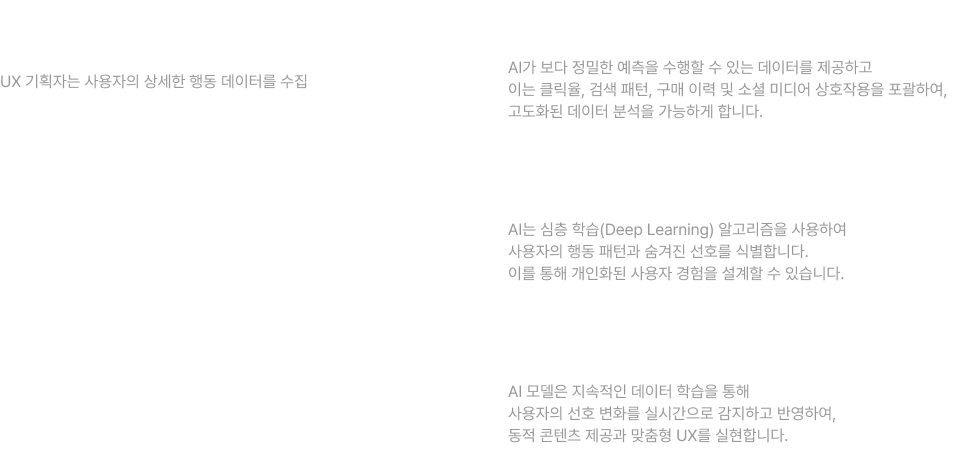 UX 기획자는 사용자의 상세한 행동 데이터를 수집
AI가 보다 정밀한 예측을 수행할 수 있는 데이터를 제공하고
이는 클릭율, 검색 패턴, 구매 이력 및 소셜 미디어 상호작용을 포괄하여,
고도화된 데이터 분석을 가능하게 합니다.
AI는 심층 학습(Deep Learning) 알고리즘을 사용하여
사용자의 행동 패턴과 숨겨진 선호를 식별합니다.
이를 통해 개인화된 사용자 경험을 설계할 수 있습니다.
AI 모델은 지속적인 데이터 학습을 통해
사용자의 선호 변화를 실시간으로 감지하고 반영하여,
동적 콘텐츠 제공과 맞춤형 UX를 실현합니다.